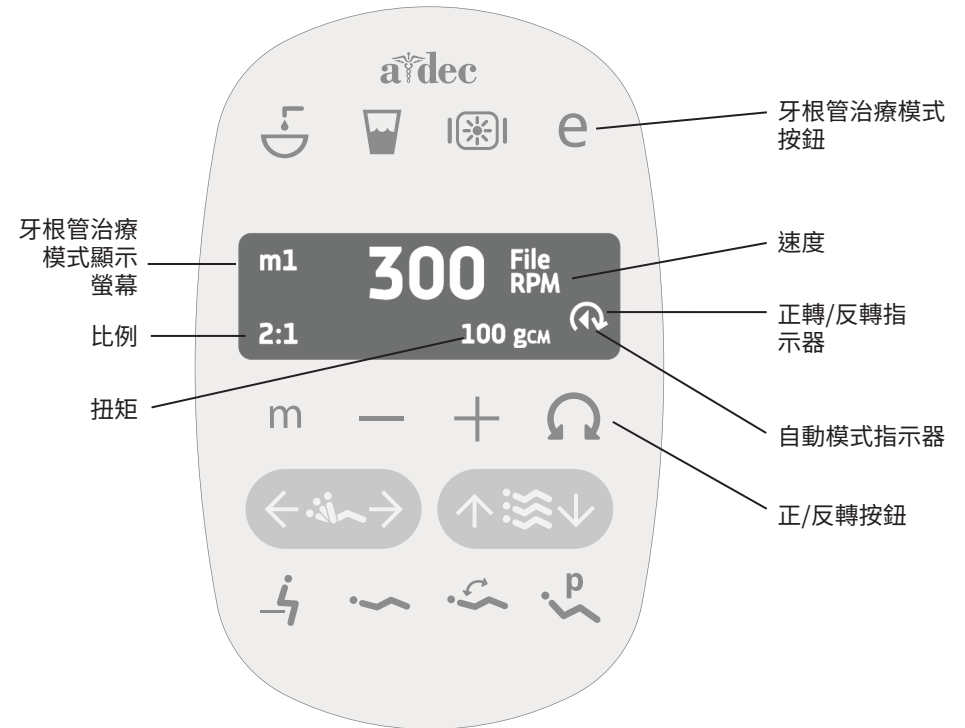 a dec
e
牙根管治療模式
按鈕
牙根管治療
模式顯示
螢幕
m1
300
File
RPM
速度
比例
2:1
100 gCM
正轉/反轉指
示器
扭矩
m
自動模式指示器
正/反轉按鈕
p